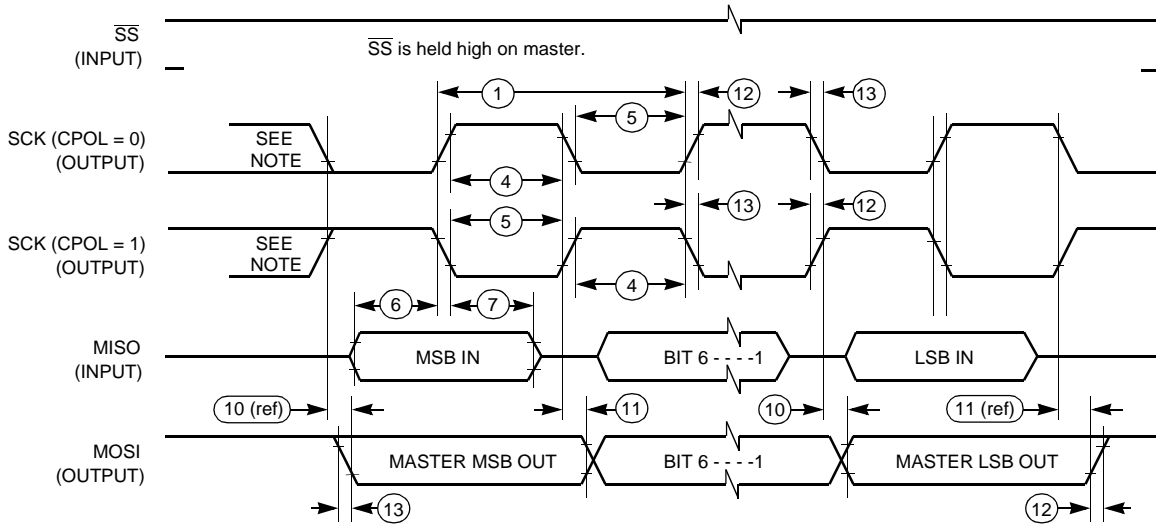 SS
(INPUT)
SS is held high on master.
1
12
13
5
SCK (CPOL = 0)
(OUTPUT)
SEE
NOTE
4
5
13
12
SCK (CPOL = 1)
(OUTPUT)
SEE
NOTE
4
6
7
MISO
(INPUT)
MSB IN
BIT 6 - - - -1
LSB IN
10 (ref)
11
10
11 (ref)
MOSI
(OUTPUT)
MASTER MSB OUT
BIT 6 - - - -1
MASTER LSB OUT
13
12